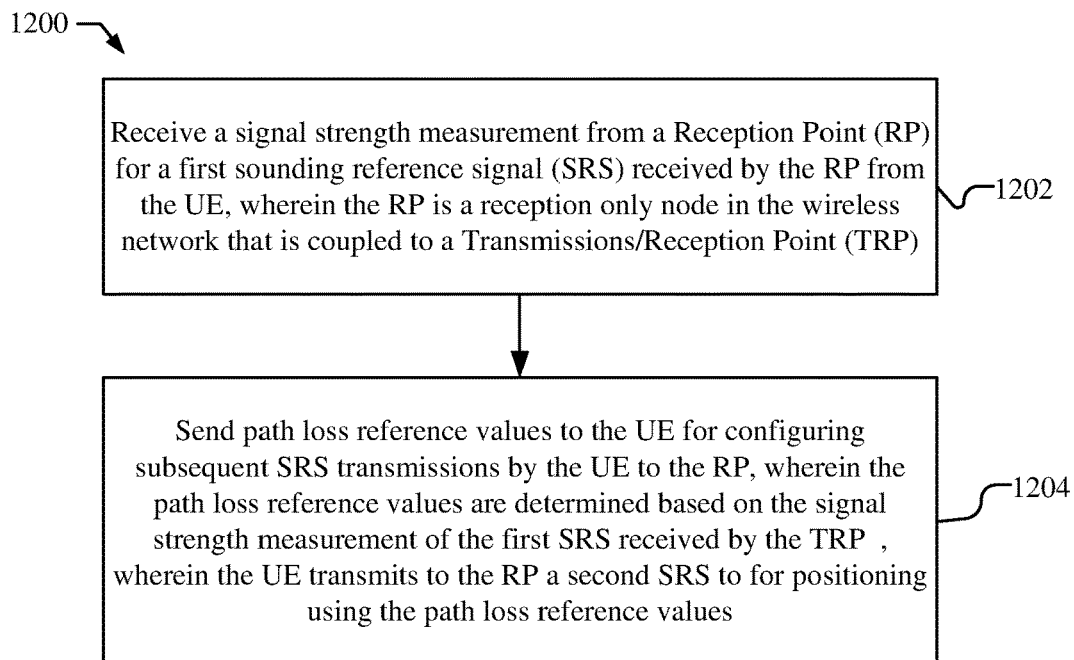 1200
Receive a signal strength measurement from a Reception Point (RP)
for a first sounding reference signal (SRS) received by the RP from
the UE, wherein the RP is a reception only node in the wireless
network that is coupled to a Transmissions/Reception Point (TRP)
1202
Send path loss reference values to the UE for configuring
subsequent SRS transmissions by the UE to the RP, wherein the
path loss reference values are determined based on the signal
strength measurement of the first SRS received by the TRP ,
wherein the UE transmits to the RP a second SRS to for positioning
using the path loss reference values
1204